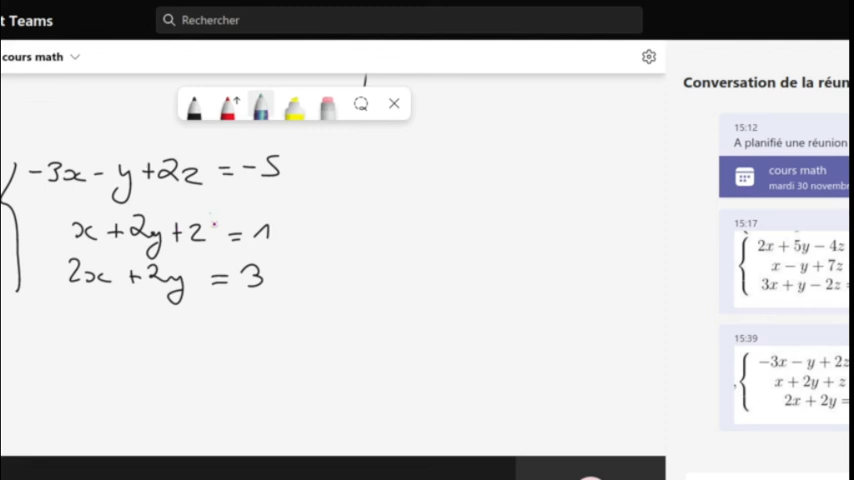 t Teams
Rechercher
cours math
-3x - y + 2z = -5
x + 2y + z = 1
2x + 2y = 3
Conversation de la réun
15:12
A planifié une réunion
cours math
mardi 30 novemb
15:17
2x + 5y − 4z
x − y + 7z
3x + y − 2z
15:39
−3x − y + 2z
x + 2y + z
2x + 2y =